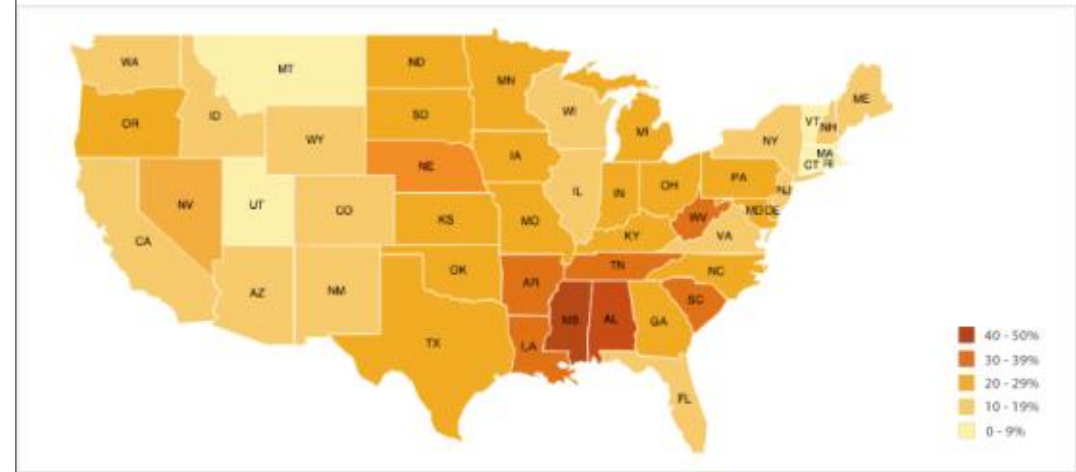 WA
MT
ND
MN
ME
OR
ID
SD
WI
MI
VT
NH
NY
WY
MA
CT RI
NE
IA
PA
NV
UT
CO
IL
IN
OH
NJ
MD DE
CA
KS
MO
WV
VA
KY
AZ
NM
OK
AR
TN
NC
SC
TX
LA
MS
AL
GA
FL
40 - 50%
30 - 39%
20 - 29%
10 - 19%
0 - 9%